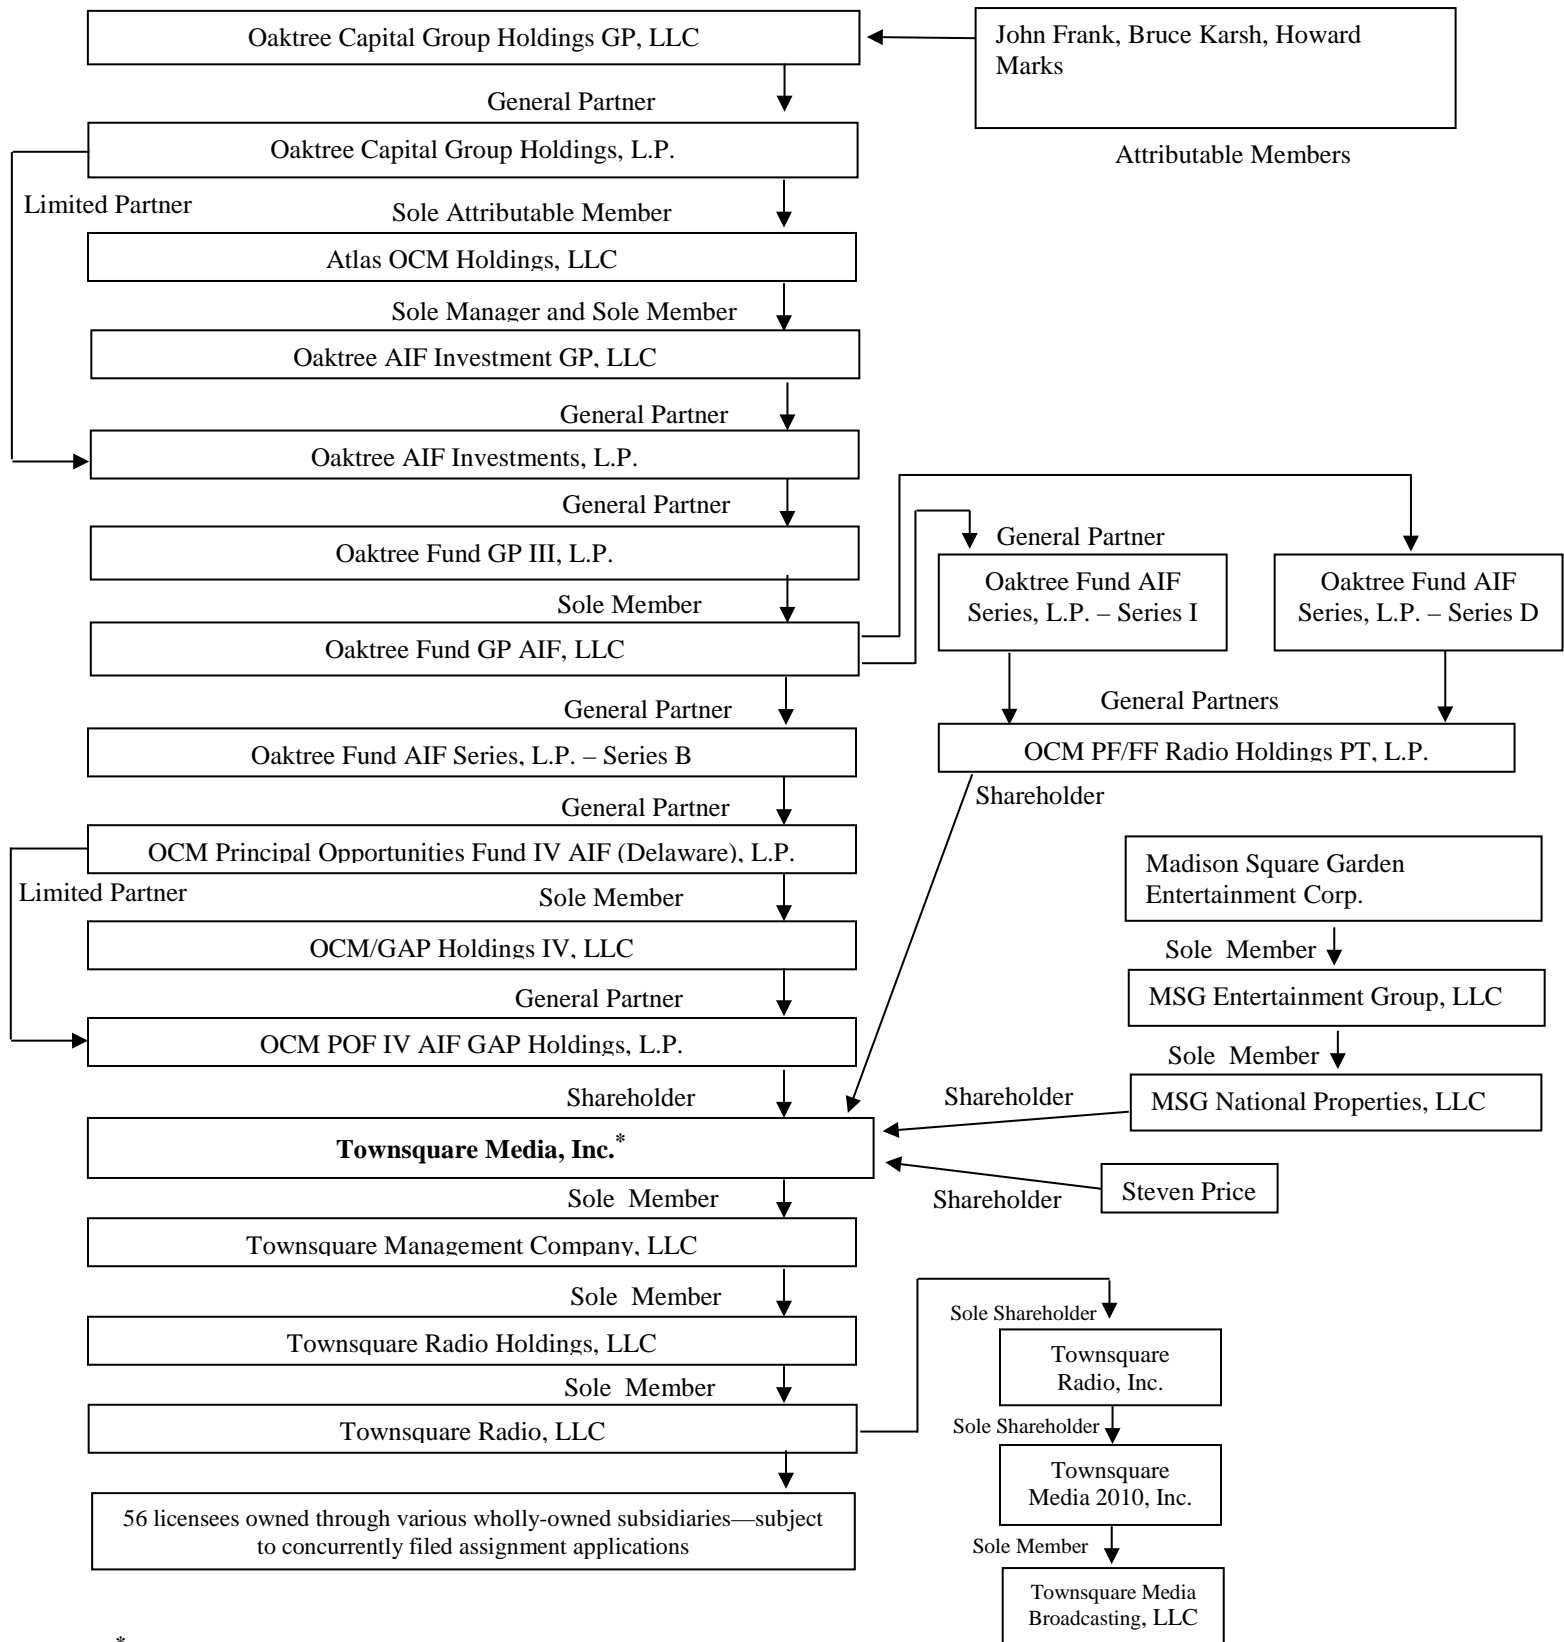 Oaktree Capital Group Holdings GP, LLC
John Frank, Bruce Karsh, Howard
Marks
Attributable Members
General Partner
Oaktree Capital Group Holdings, L.P.
Limited Partner
Sole Attributable Member
Atlas OCM Holdings, LLC
Sole Manager and Sole Member
Oaktree AIF Investment GP, LLC
General Partner
Oaktree AIF Investments, L.P.
General Partner
Oaktree Fund GP III, L.P.
Sole Member
Oaktree Fund GP AIF, LLC
General Partner
Oaktree Fund AIF
Series, L.P. – Series I
Oaktree Fund AIF
Series, L.P. – Series D
General Partners
OCM PF/FF Radio Holdings PT, L.P.
Shareholder
General Partner
Oaktree Fund AIF Series, L.P. – Series B
General Partner
OCM Principal Opportunities Fund IV AIF (Delaware), L.P.
Limited Partner
Sole Member
OCM/GAP Holdings IV, LLC
General Partner
OCM POF IV AIF GAP Holdings, L.P.
Shareholder
Madison Square Garden
Entertainment Corp.
Sole Member
MSG Entertainment Group, LLC
Sole Member
MSG National Properties, LLC
Shareholder
Townsquare Media, Inc.*
Steven Price
Shareholder
Sole Member
Townsquare Management Company, LLC
Sole Member
Townsquare Radio Holdings, LLC
Sole Member
Townsquare Radio, LLC
56 licensees owned through various wholly-owned subsidiaries—subject
to concurrently filed assignment applications
Sole Shareholder
Townsquare
Radio, Inc.
Sole Shareholder
Townsquare
Media 2010, Inc.
Sole Member
Townsquare Media
Broadcasting, LLC
*